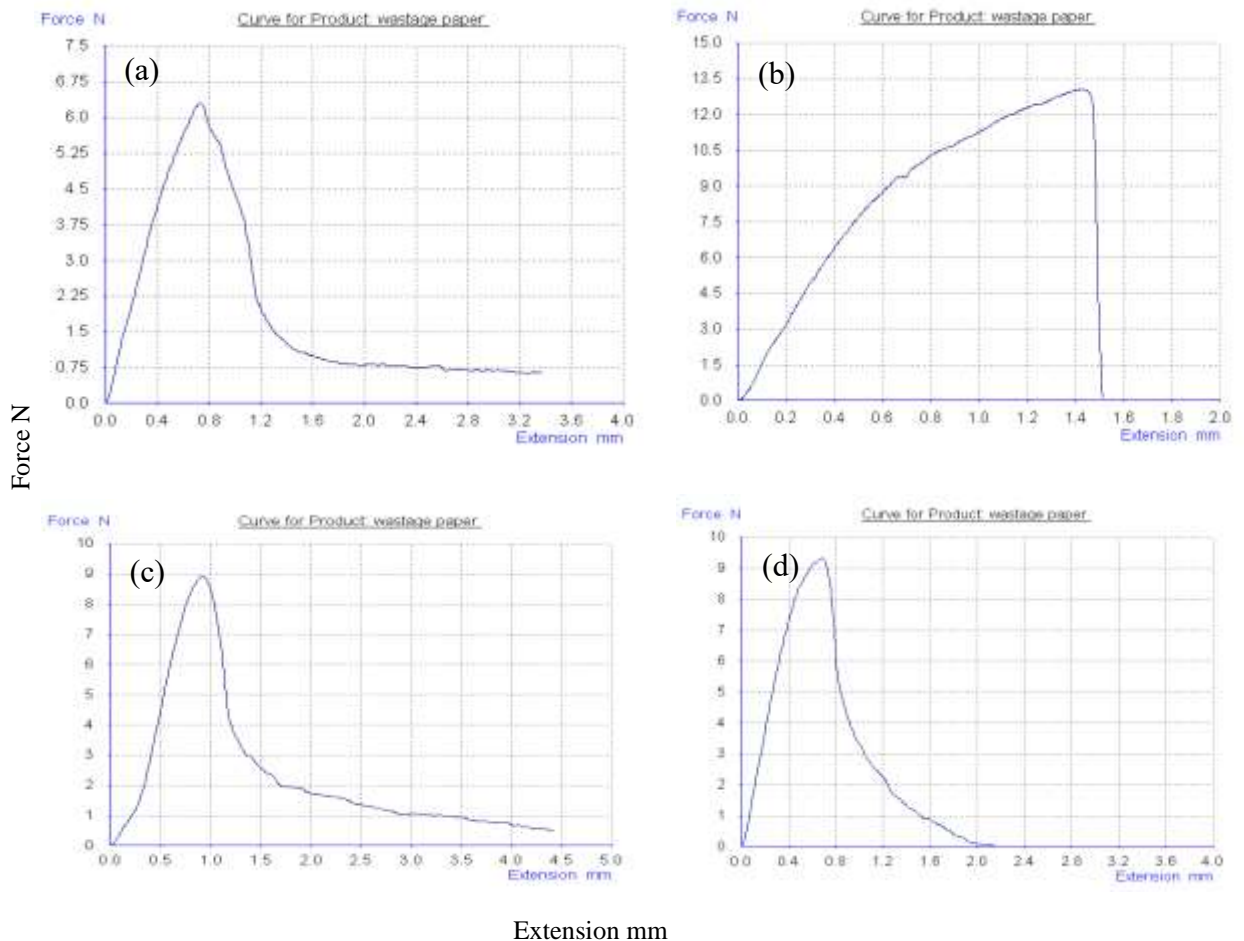 Force N
Curve for Product: wastage paper
(a)
7.5
6.75
6.0
5.25
4.5
3.75
3.0
2.25
1.5
0.75
0.0
0.0 0.4 0.8 1.2 1.6 2.0 2.4 2.8 3.2 3.6 4.0
Extension mm
Force N
Curve for Product: wastage paper
(b)
15.0
13.5
12.0
10.5
9.0
7.5
6.0
4.5
3.0
1.5
0.0
0.0 0.2 0.4 0.6 0.8 1.0 1.2 1.4 1.6 1.8 2.0
Extension mm
Force N
Force N
Curve for Product: wastage paper
(c)
10
9
8
7
6
5
4
3
2
1
0
0.0 0.5 1.0 1.5 2.0 2.5 3.0 3.5 4.0 4.5 5.0
Extension mm
Force N
Curve for Product: wastage paper
(d)
10
9
8
7
6
5
4
3
2
1
0
0.0 0.4 0.8 1.2 1.6 2.0 2.4 2.8 3.2 3.6 4.0
Extension mm
Extension mm